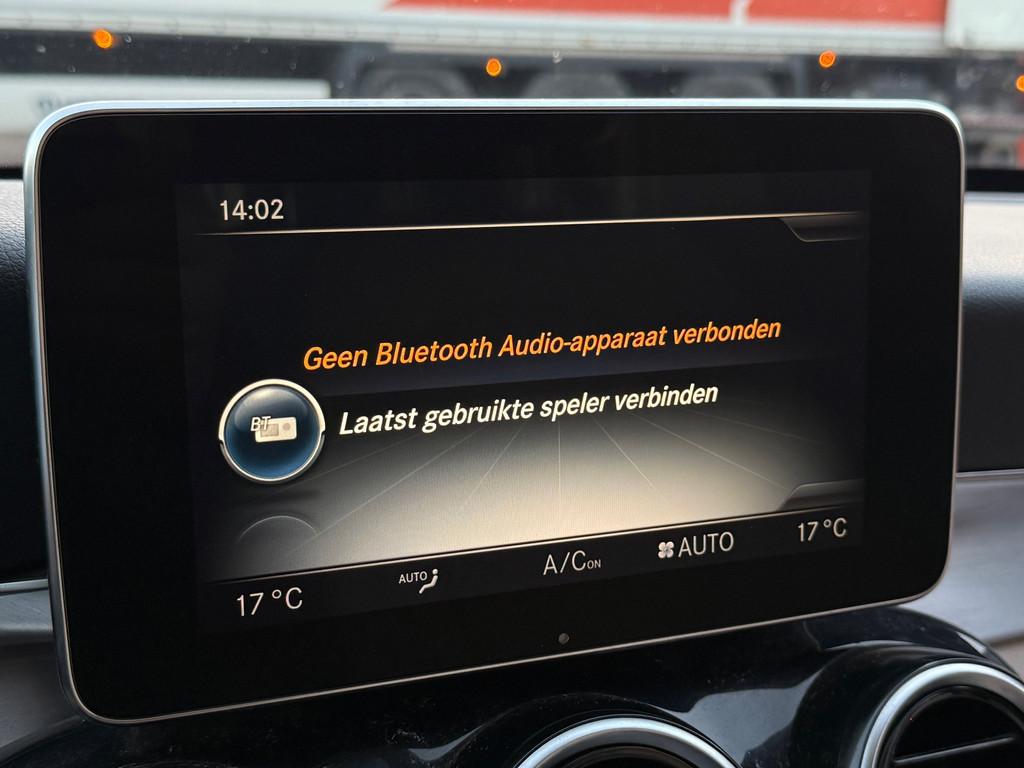 14:02
Geen Bluetooth Audio-apparaat verbonden
BT
Laatst gebruikte speler verbinden
17 °C
AUTO
A/C ON
AUTO
17 °C